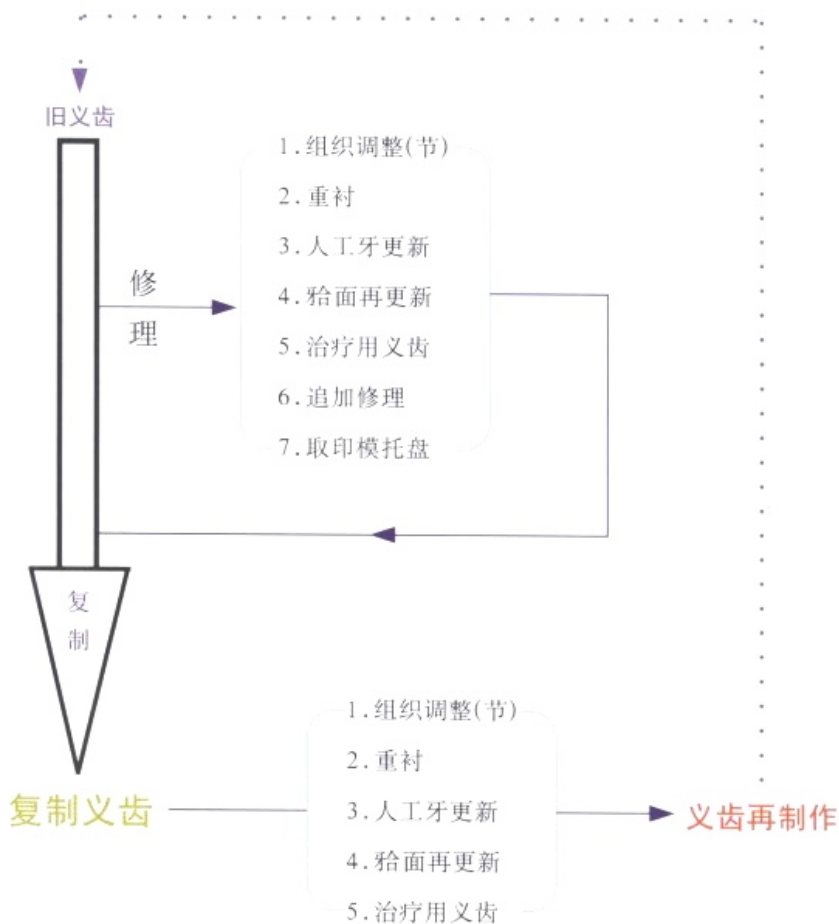 旧义齿
1.组织调整(节)
2.重衬
3.人工牙更新
4.𬌗面再更新
5.治疗用义齿
6.追加修理
7.取印模托盘
修
理
复
制
1.组织调整(节)
2.重衬
3.人工牙更新
4.𬌗面再更新
5.治疗用义齿
复制义齿
义齿再制作